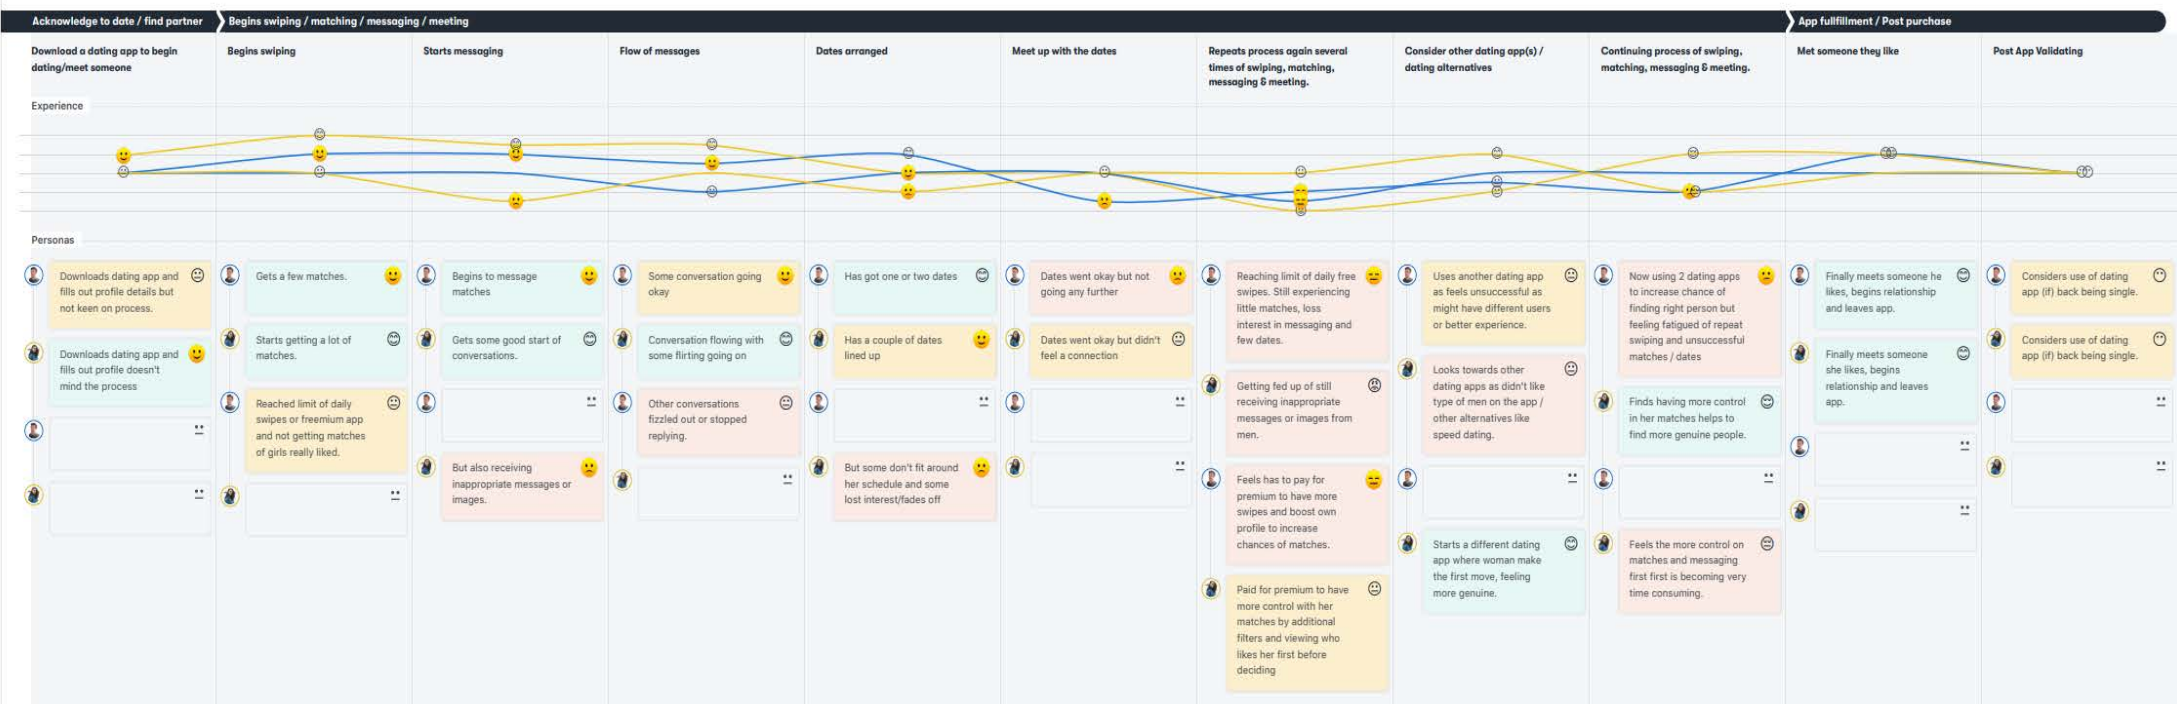 Acknowledge to date / find partner
Begins swiping / matching / messaging / meeting
App fullfillment / Post purchase
Download a dating app to begin
dating/meet someone
Begins swiping
Starts messaging
Flow of messages
Dates arranged
Meet up with the dates
Repeats process again several
times of swiping, matching,
messaging & meeting.
Consider other dating app(s) /
dating alternatives
Continuing process of swiping,
matching, messaging & meeting.
Met someone they like
Post App Validating
Experience
Personas
Downloads dating app and
fills out profile details but
not keen on process.
Downloads dating app and
fills out profile doesn't
mind the process
Gets a few matches.
Starts getting a lot of
matches.
Reached limit of daily
swipes or freemium app
and not getting matches
of girls really liked.
Begins to message
matches
Gets some good start of
conversations.
But also receiving
inappropriate messages or
images.
Some conversation going
okay
Conversation flowing with
some flirting going on
Other conversations
fizzled out or stopped
replying.
Has got one or two dates
Has a couple of dates
lined up
But some don't fit around
her schedule and some
lost interest/fades off
Dates went okay but not
going any further
Dates went okay but didn't
feel a connection
Reaching limit of daily free
swipes. Still experiencing
little matches, loss
interest in messaging and
few dates.
Getting fed up of still
receiving inappropriate
messages or images from
men.
Feels has to pay for
premium to have more
swipes and boost own
profile to increase
chances of matches.
Paid for premium to have
more control with her
matches by additional
filters and viewing who
likes her first before
deciding
Uses another dating app
as feels unsuccessful as
might have different users
or better experience.
Looks towards other
dating apps as didn't like
type of men on the app /
other alternatives like
speed dating.
Starts a different dating
app where woman make
the first move, feeling
more genuine.
Now using 2 dating apps
to increase chance of
finding right person but
feeling fatigued of repeat
swiping and unsuccessful
matches / dates
Finds having more control
in her matches helps to
find more genuine people.
Feels the more control on
matches and messaging
first first is becoming very
time consuming.
Finally meets someone he
likes, begins relationship
and leaves app.
Finally meets someone
she likes, begins
relationship and leaves
app.
Considers use of dating
app (if) back being single.
Considers use of dating
app (if) back being single.